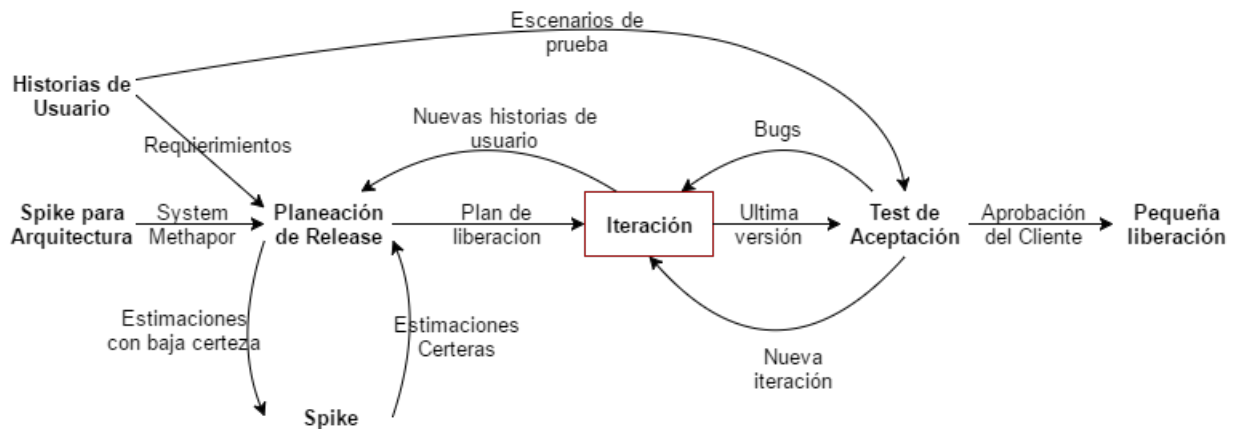 Escenarios de
prueba
Historias de
Usuario
Nuevas historias de
usuario
Bugs
Requierimientos
Spike para
Arquitectura
System
Methapor
Planeación
de Release
Plan de
liberacion
Iteración
Ultima
versión
Test de
Aceptación
Aprobación
del Cliente
Pequeña
liberación
Estimaciones
con baja certeza
Estimaciones
Certeras
Nueva
iteración
Spike